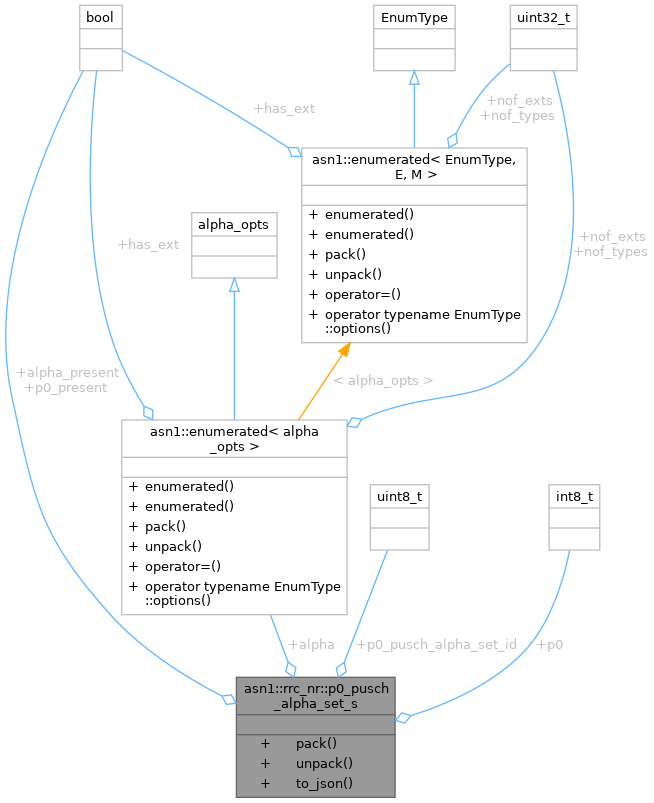 bool
EnumType
uint32_t
+has_ext
+nof_exts
+nof_types
asn1::enumerated< EnumType,
E, M >
+ enumerated()
+ enumerated()
+ pack()
+ unpack()
+ operator=()
+ operator typename EnumType
::options()
alpha_opts
+has_ext
+nof_exts
+nof_types
+alpha_present
+p0_present
< alpha_opts >
asn1::enumerated< alpha
_opts >
+ enumerated()
+ enumerated()
+ pack()
+ unpack()
+ operator=()
+ operator typename EnumType
::options()
uint8_t
int8_t
+alpha
+p0_pusch_alpha_set_id
+p0
asn1::rrc_nr::p0_pusch
_alpha_set_s
+ pack()
+ unpack()
+ to_json()